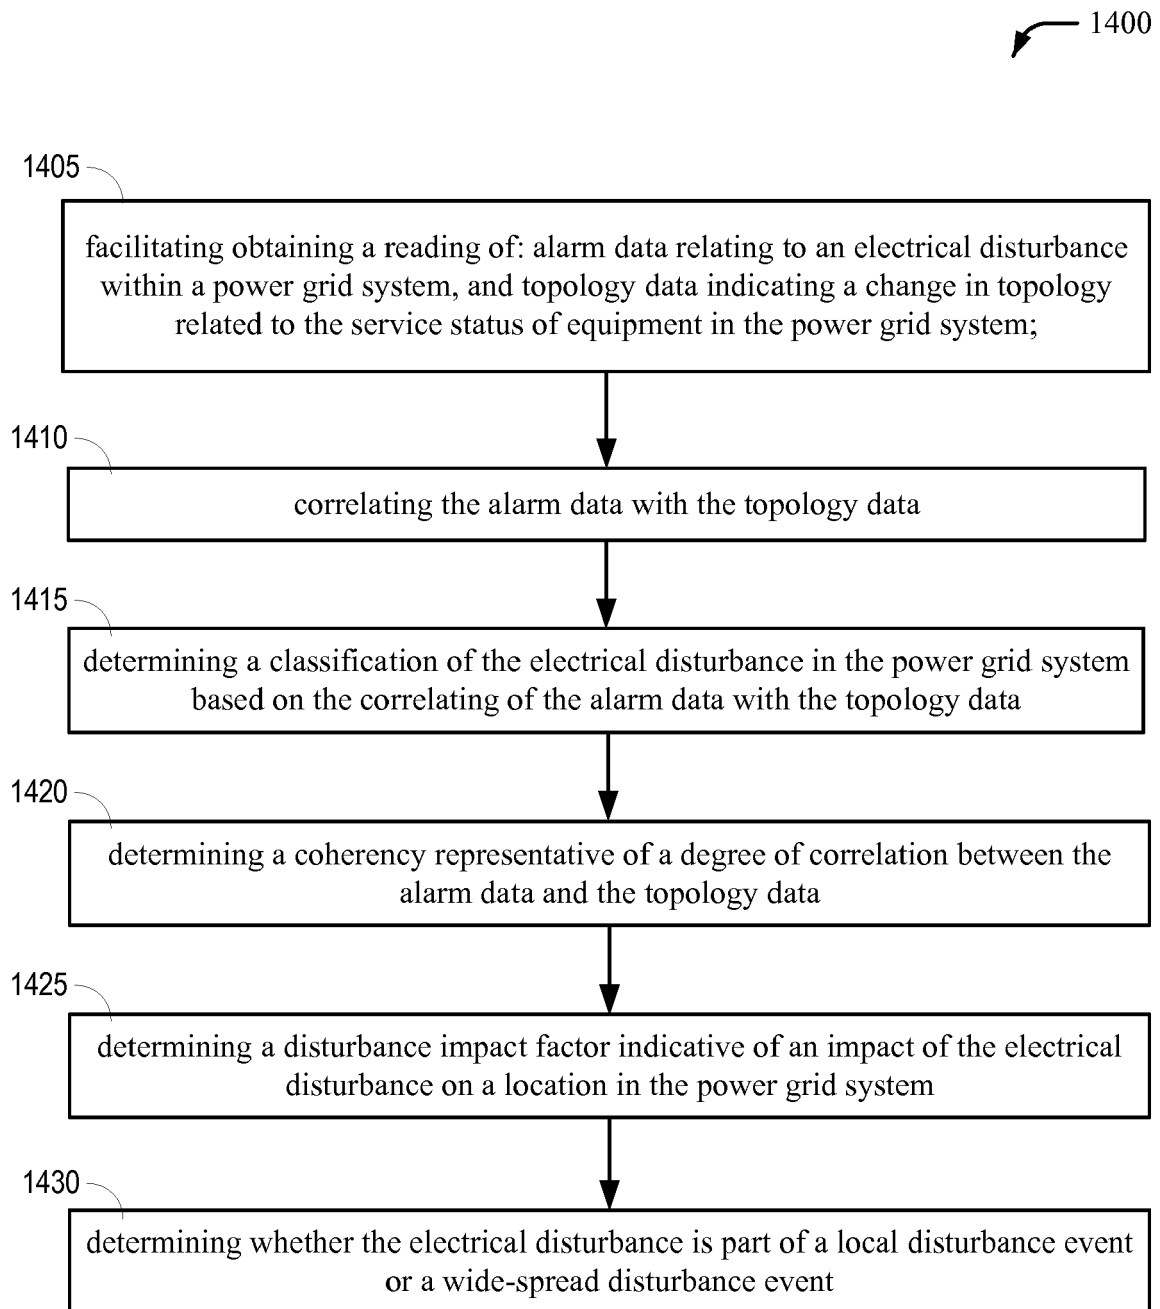 1400
1405
facilitating obtaining a reading of: alarm data relating to an electrical disturbance
within a power grid system, and topology data indicating a change in topology
related to the service status of equipment in the power grid system;
1410
correlating the alarm data with the topology data
1415
determining a classification of the electrical disturbance in the power grid system
based on the correlating of the alarm data with the topology data
1420
determining a coherency representative of a degree of correlation between the
alarm data and the topology data
1425
determining a disturbance impact factor indicative of an impact of the electrical
disturbance on a location in the power grid system
1430
determining whether the electrical disturbance is part of a local disturbance event
or a wide-spread disturbance event